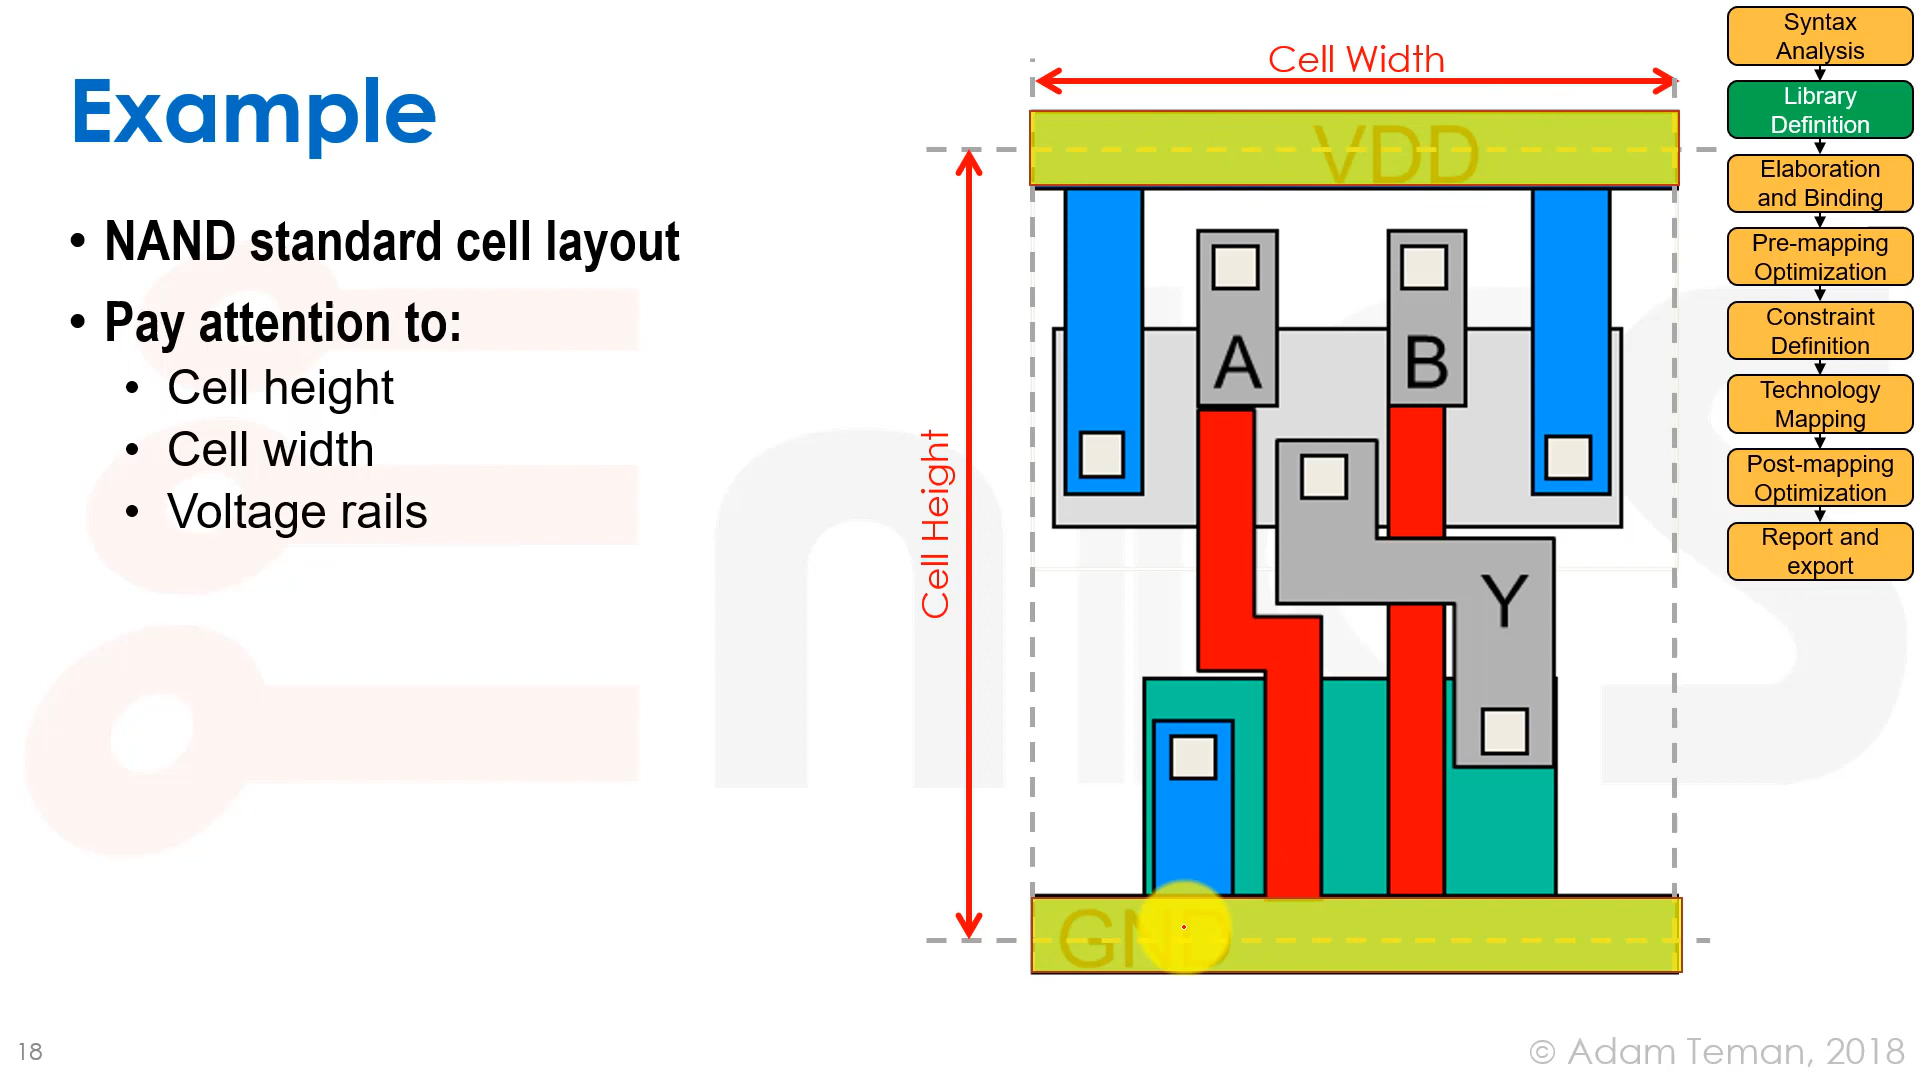 Example
• NAND standard cell layout
• Pay attention to:
• Cell height
• Cell width
• Voltage rails
Cell Width
Cell Height
VDD
A
B
Y
GND
Syntax
Analysis
Library
Definition
Elaboration
and Binding
Pre-mapping
Optimization
Constraint
Definition
Technology
Mapping
Post-mapping
Optimization
Report and
export
18
© Adam Teman, 2018